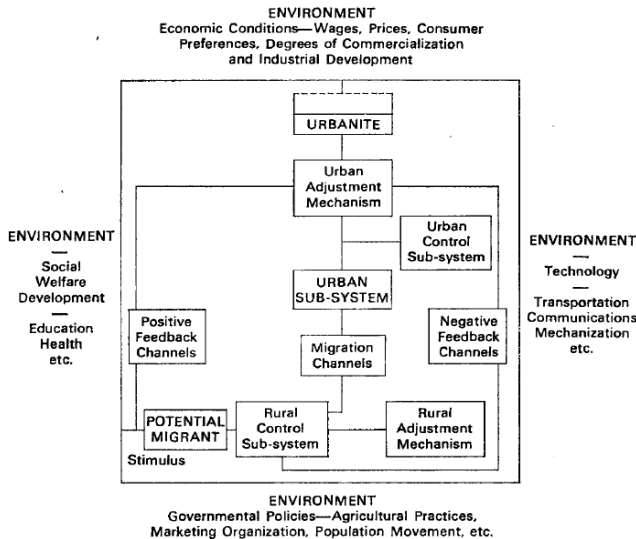 ENVIRONMENT
Economic Conditions—Wages, Prices, Consumer
Preferences, Degrees of Commercialization
and Industrial Development
URBANITE
Urban
Adjustment
Mechanism
Urban
Control
Sub-system
ENVIRONMENT
—
Social
Welfare
Development
—
Education
Health
etc.
ENVIRONMENT
—
Technology
—
Transportation
Communications
Mechanization
etc.
URBAN
SUB-SYSTEM
Positive
Feedback
Channels
Migration
Channels
Negative
Feedback
Channels
POTENTIAL
MIGRANT
Rural
Control
Sub-system
Rural
Adjustment
Mechanism
Stimulus
ENVIRONMENT
Governmental Policies—Agricultural Practices,
Marketing Organization, Population Movement, etc.